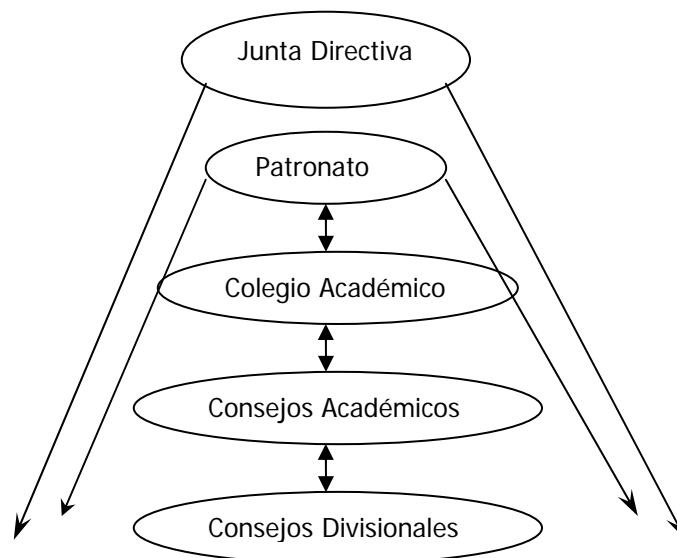 Junta Directiva
Patronato
Colegio Académico
Consejos Académicos
Consejos Divisionales